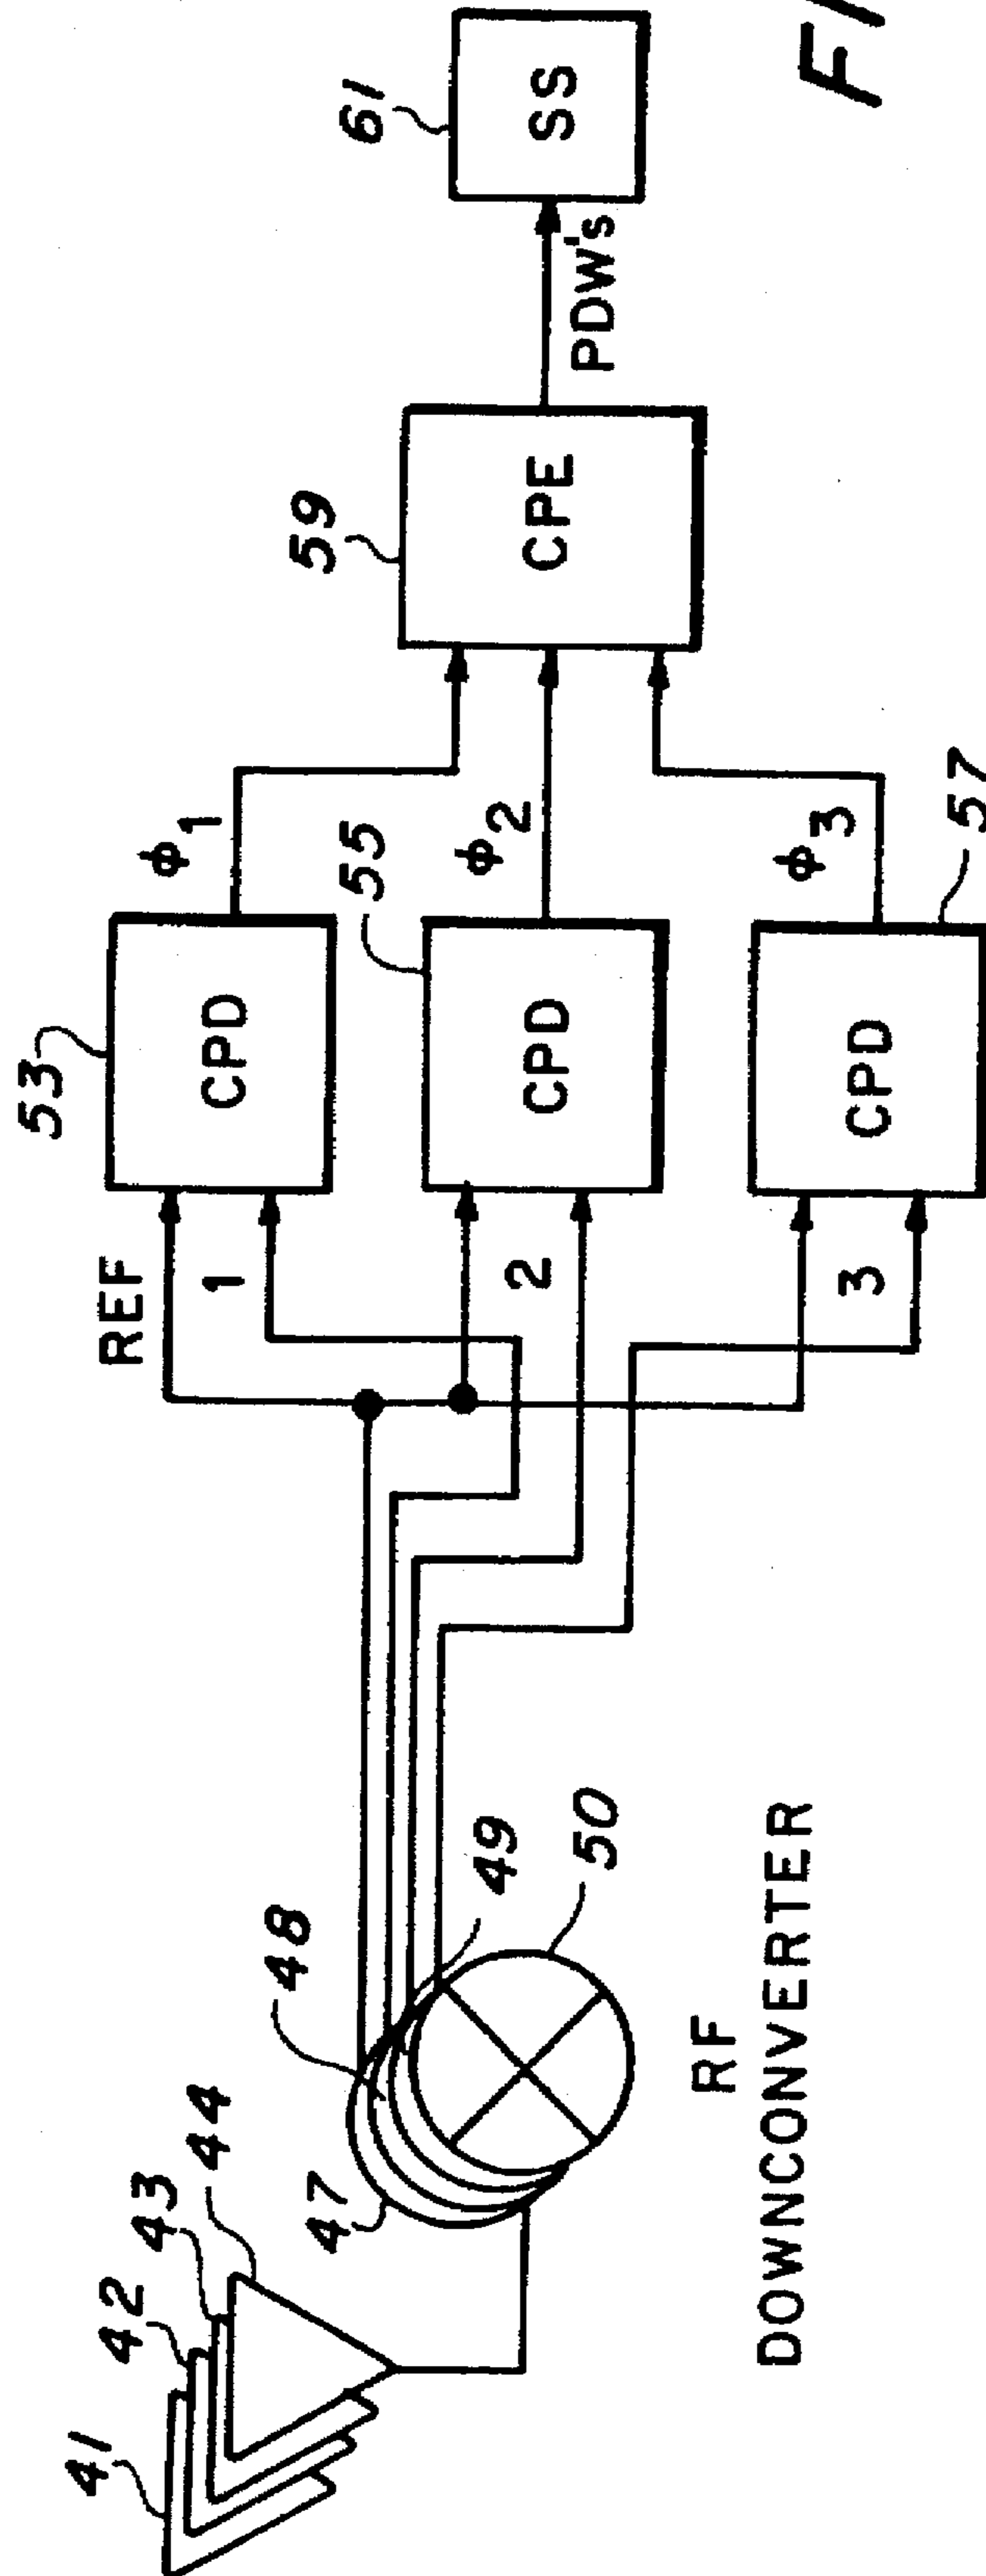 41
42
43
44
47
48
49
50
RF
DOWNCONVERTER
REF
1
2
3
53
CPD
55
CPD
57
CPD
φ1
φ2
φ3
59
CPE
PDW's
61
SS